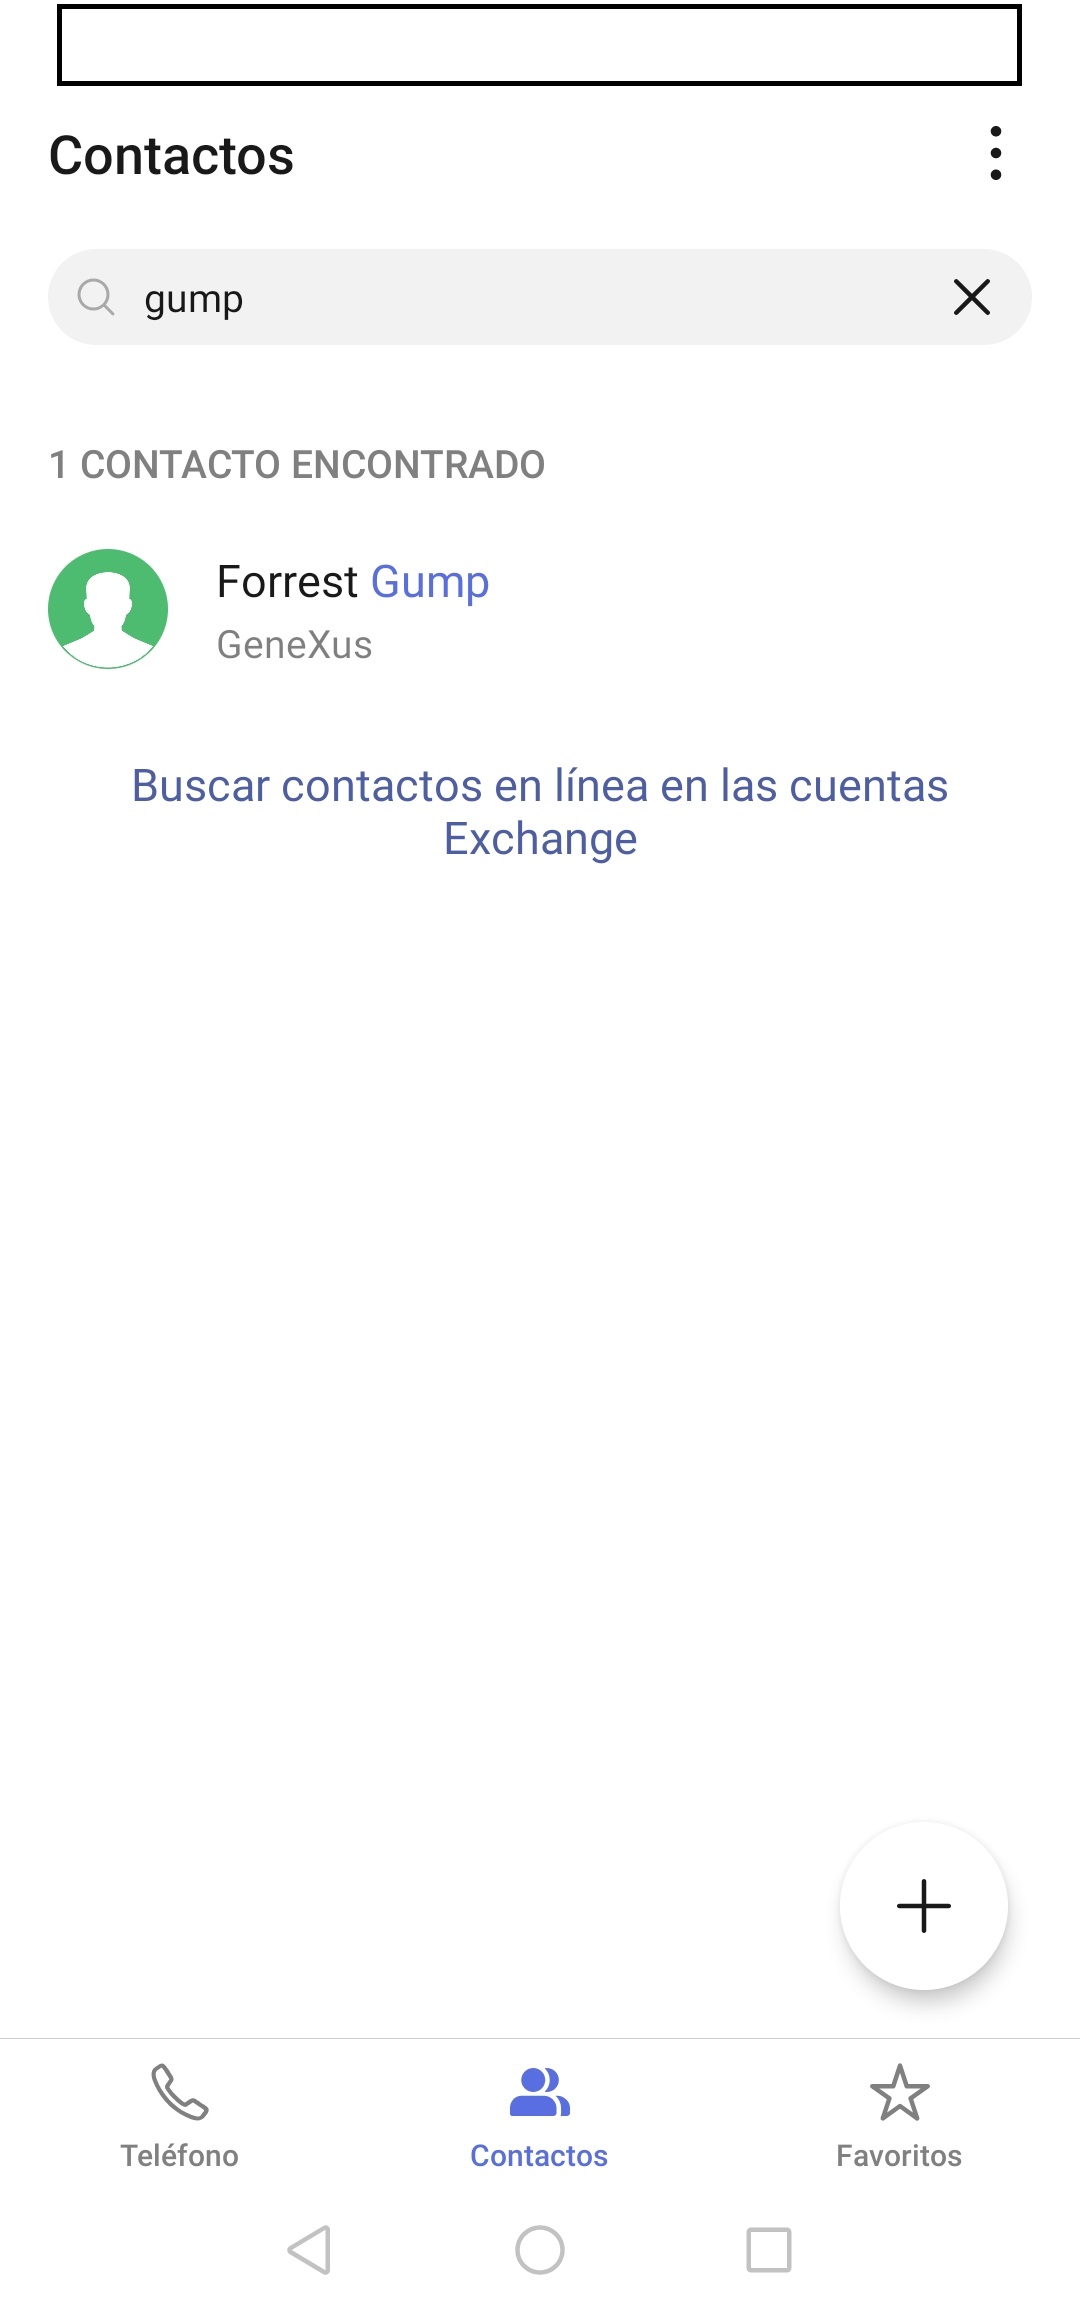 Contactos
gump
1 CONTACTO ENCONTRADO
Forrest Gump
GeneXus
Buscar contactos en línea en las cuentas
Exchange
Teléfono
Contactos
Favoritos